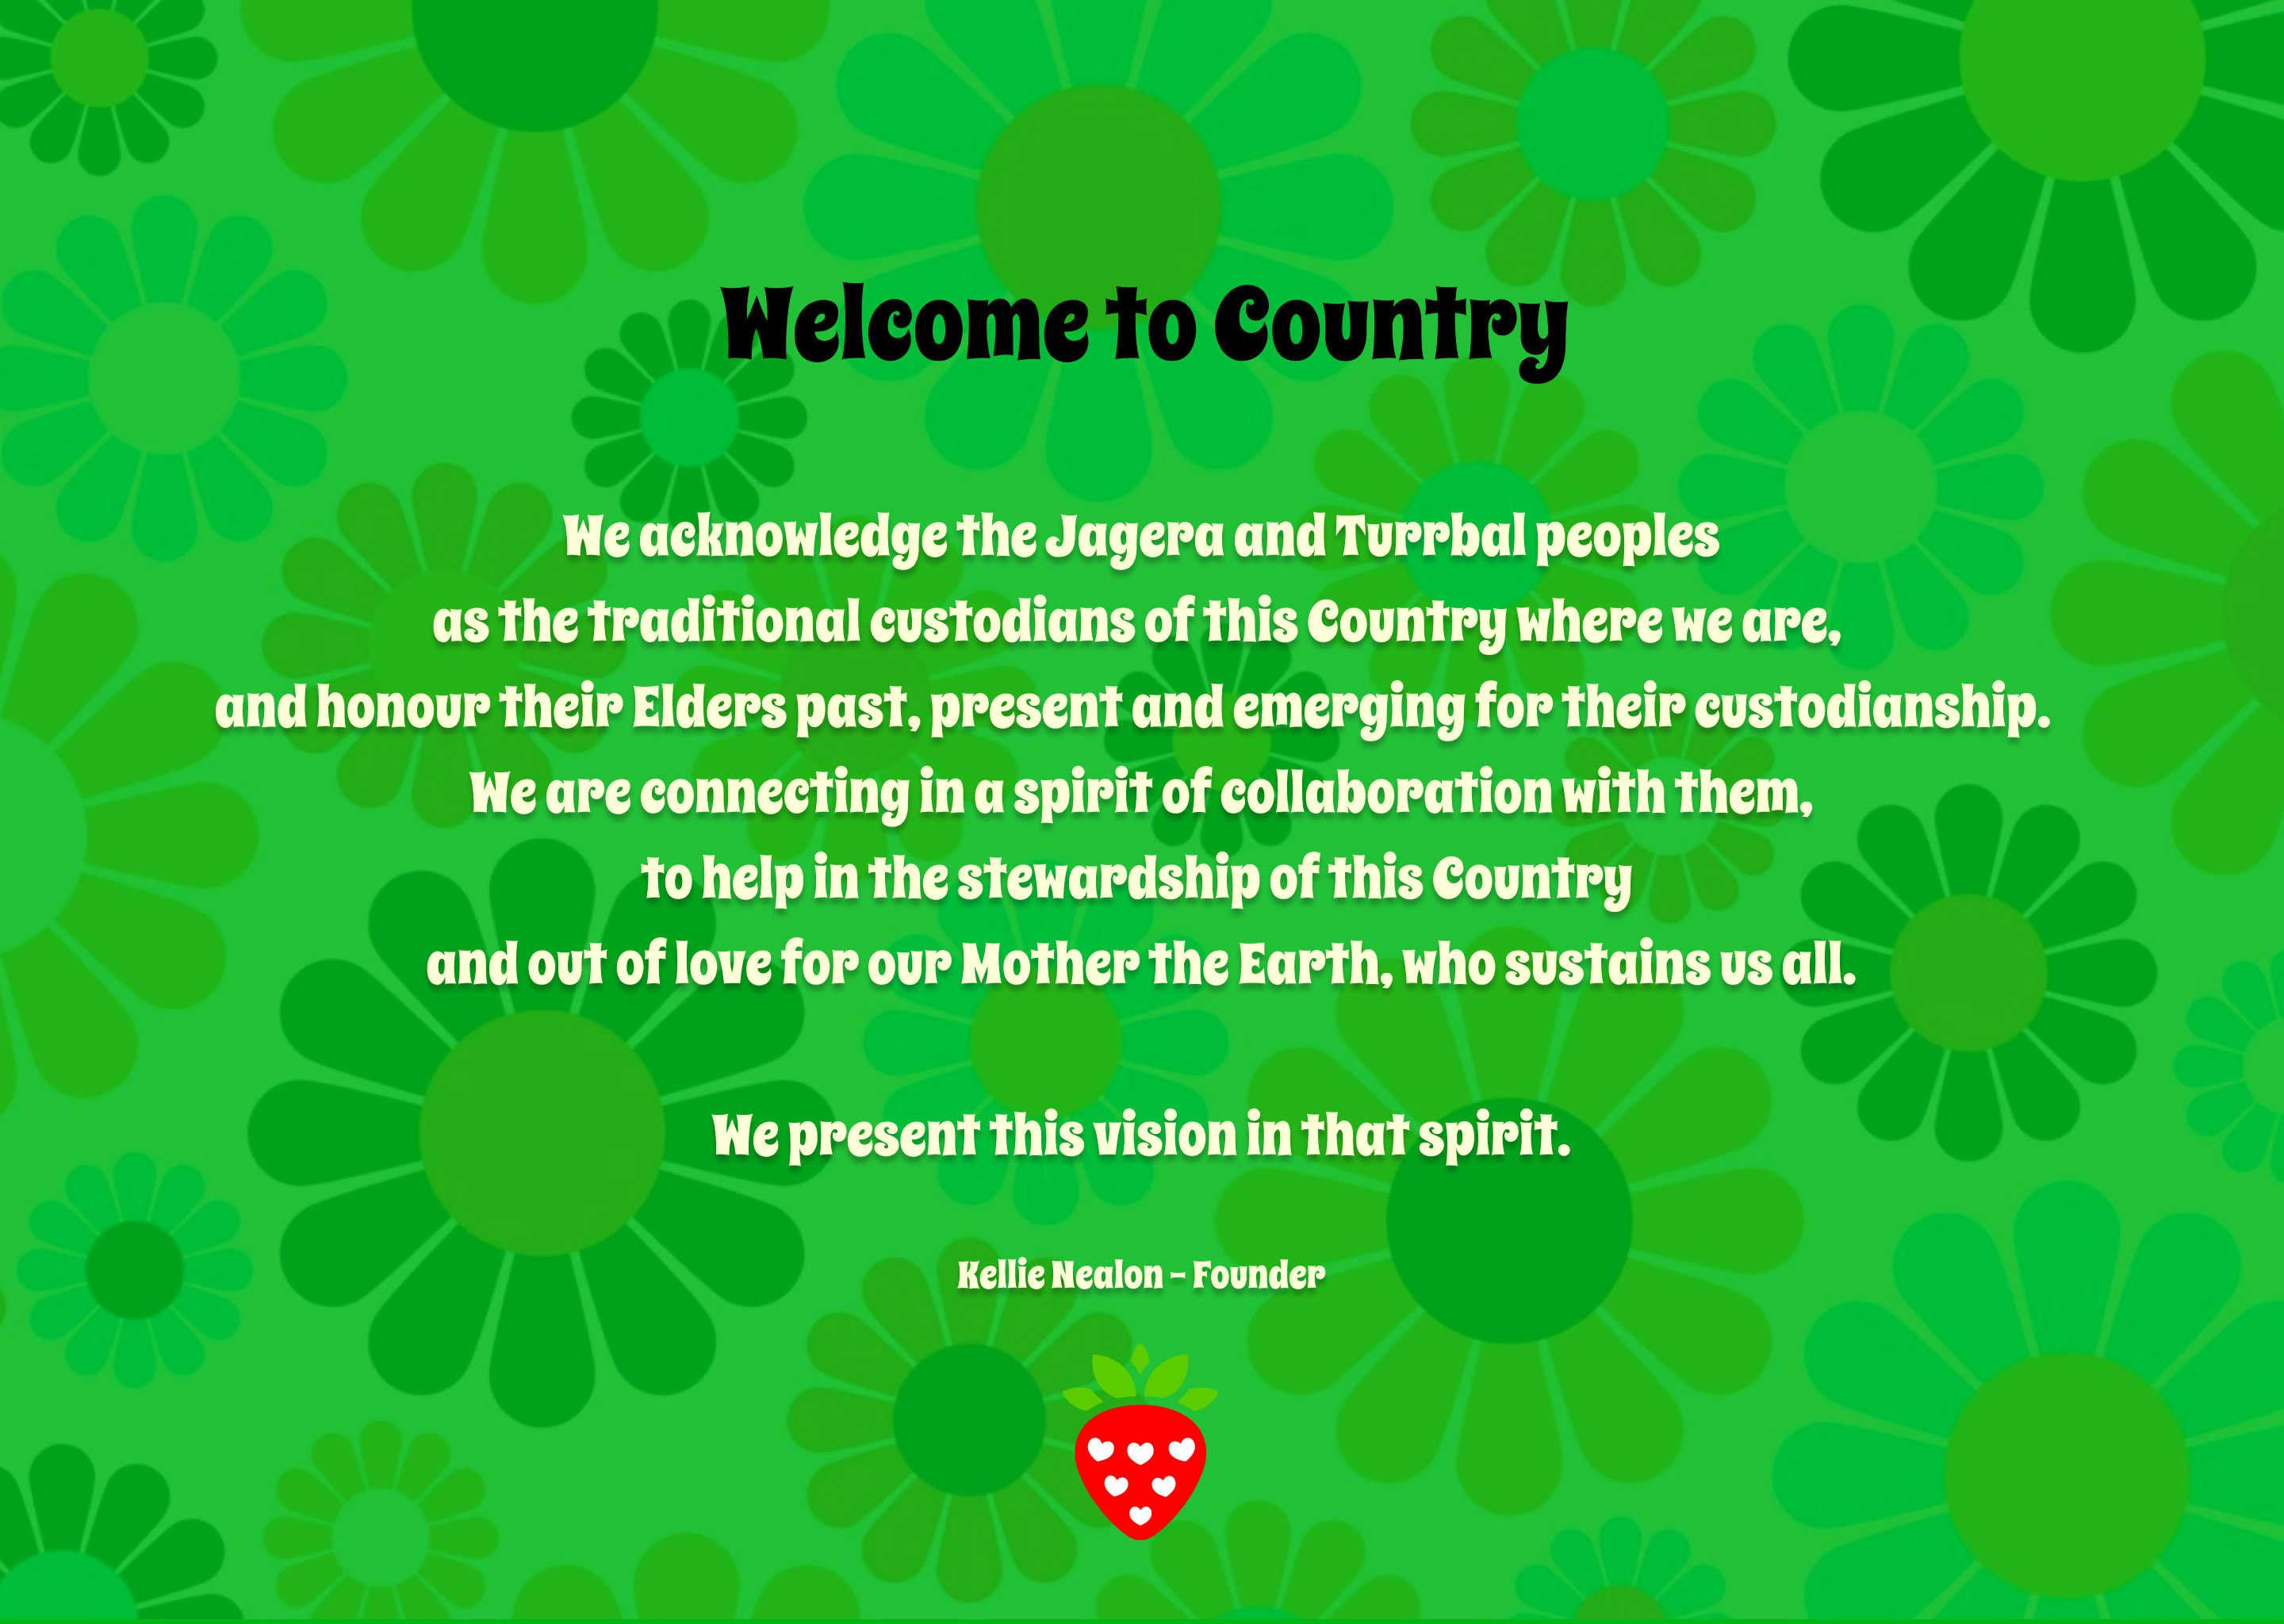 Welcome to Country
We acknowledge the Jagera and Turrbal peoples
as the traditional custodians of this Country where we are,
and honour their Elders past, present and emerging for their custodianship.
We are connecting in a spirit of collaboration with them,
to help in the stewardship of this Country
and out of love for our Mother the Earth, who sustains us all.
We present this vision in that spirit.
Kellie Nealon - Founder